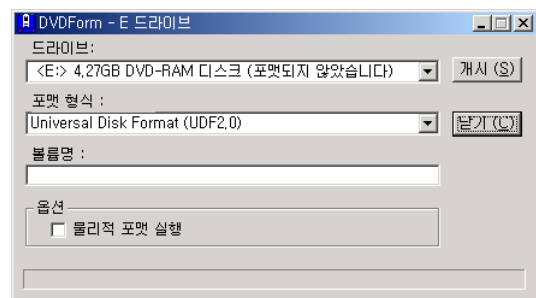 DVDForm - E 드라이브
드라이브:
<E:> 4,27GB DVD-RAM 디스크 (포맷되지 않았습니다)
개시 (S)
포맷 형식 :
Universal Disk Format (UDF2,0)
닫기 (C)
볼륨명 :
옵션
물리적 포맷 실행